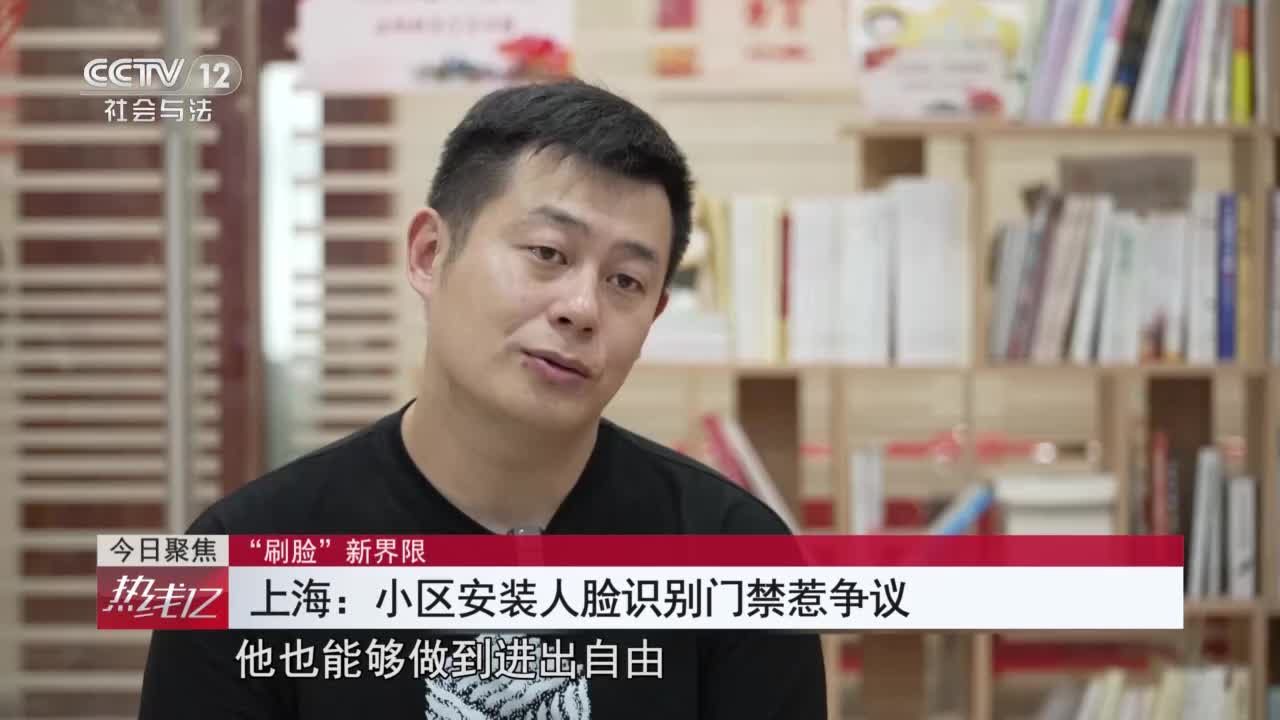 CCTV 12
社会与法
今日聚焦
“刷脸”新界限
热线12
上海：小区安装人脸识别门禁惹争议
他也能够做到进出自由